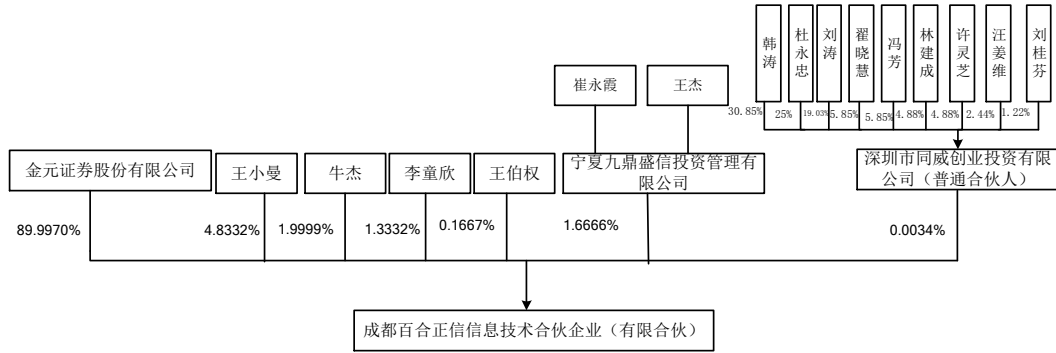 韩涛
杜永忠
刘涛
翟晓慧
冯芳
林建成
许灵芝
汪姜维
刘桂芬
崔永霞
王杰
30.85%
25%
19.03%
5.85%
5.85%
4.88%
4.88%
2.44%
1.22%
金元证券股份有限公司
王小曼
牛杰
李童欣
王伯权
宁夏九鼎盛信投资管理有
限公司
深圳市同威创业投资有限
公司（普通合伙人）
89.9970%
4.8332%
1.9999%
1.3332%
0.1667%
1.6666%
0.0034%
成都百合正信信息技术合伙企业（有限合伙）